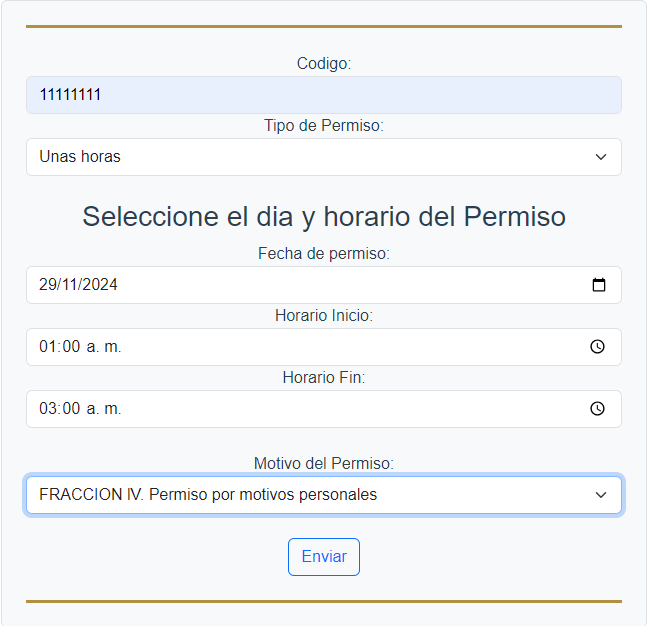 Codigo:
11111111
Tipo de Permiso:
Unas horas
Seleccione el dia y horario del Permiso
Fecha de permiso:
29/11/2024
Horario Inicio:
01:00 a. m.
Horario Fin:
03:00 a. m.
Motivo del Permiso:
FRACCION IV. Permiso por motivos personales
Enviar